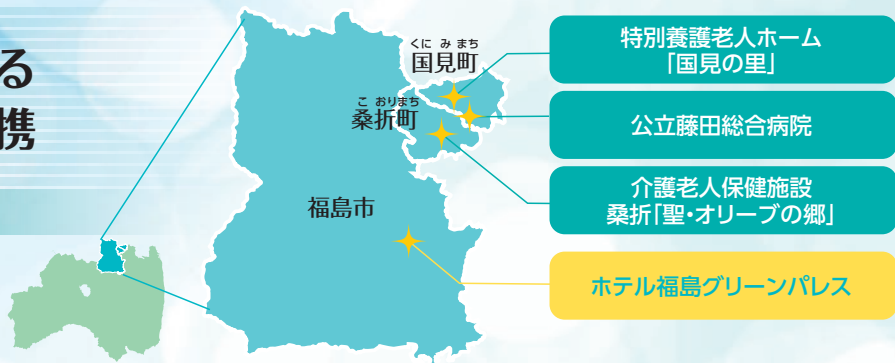 る
携
くにみまち
国見町
こおりまち
桑折町
福島市
特別養護老人ホーム
「国見の里」
公立藤田総合病院
介護老人保健施設
桑折「聖・オリーブの郷」
ホテル福島グリーンパレス